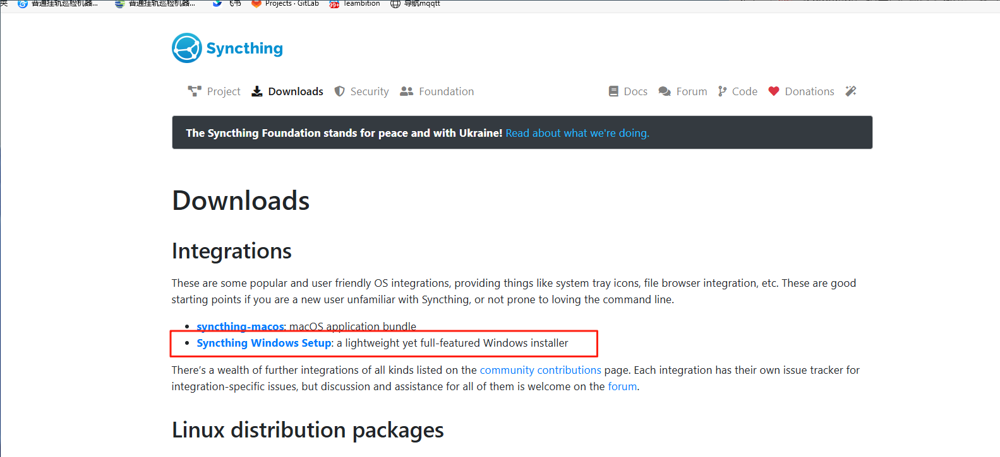 普通挂轨巡检机器... 普通挂轨巡检机器... 飞书 Projects · GitLab 99+ Teambition 导航mqqtt
Syncthing
Project Downloads Security Foundation Docs Forum Code Donations
The Syncthing Foundation stands for peace and with Ukraine! Read about what we're doing.
Downloads
Integrations
These are some popular and user friendly OS integrations, providing things like system tray icons, file browser integration, etc. These are good
starting points if you are a new user unfamiliar with Syncthing, or not prone to loving the command line.
• syncthing-macos: macOS application bundle
• Syncthing Windows Setup: a lightweight yet full-featured Windows installer
There's a wealth of further integrations of all kinds listed on the community contributions page. Each integration has their own issue tracker for
integration-specific issues, but discussion and assistance for all of them is welcome on the forum.
Linux distribution packages